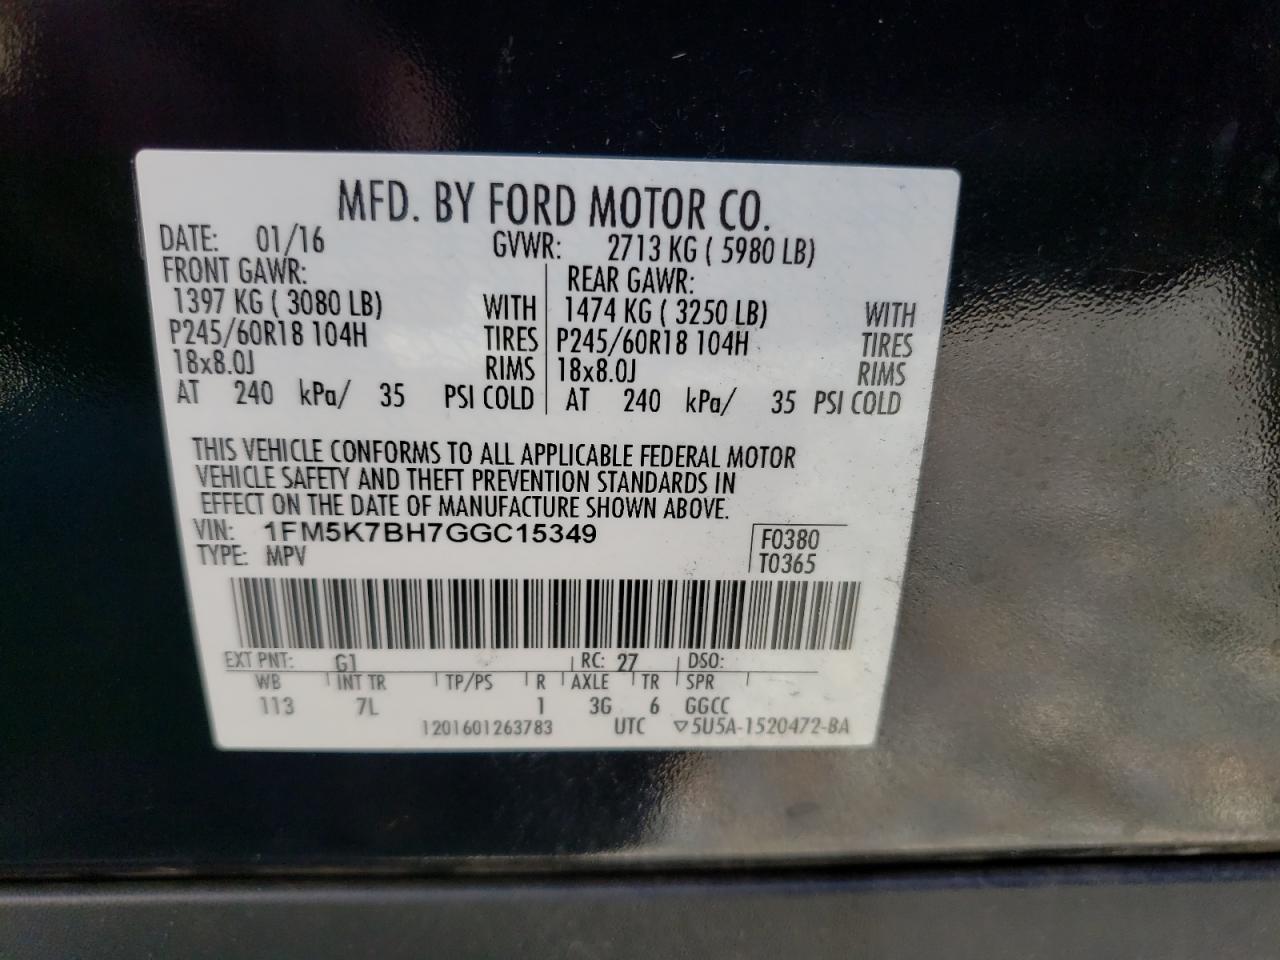 MFD. BY FORD MOTOR CO.
DATE: 01/16 GVWR: 2713 KG ( 5980 LB)
FRONT GAWR: REAR GAWR:
1397 KG ( 3080 LB) WITH 1474 KG ( 3250 LB) WITH
P245/60R18 104H TIRES P245/60R18 104H TIRES
18x8.0J RIMS 18x8.0J RIMS
AT 240 kPa/ 35 PSI COLD AT 240 kPa/ 35 PSI COLD
THIS VEHICLE CONFORMS TO ALL APPLICABLE FEDERAL MOTOR
VEHICLE SAFETY AND THEFT PREVENTION STANDARDS IN
EFFECT ON THE DATE OF MANUFACTURE SHOWN ABOVE.
VIN: 1FM5K7BH7GGC15349 F0380
TYPE: MPV T0365
EXT PNT: G1 RC: 27 DSO:
WB INT TR TP/PS R AXLE TR SPR
113 7L 1 3G 6 GGCC
1201601263783 UTC ▽5U5A-1520472-BA